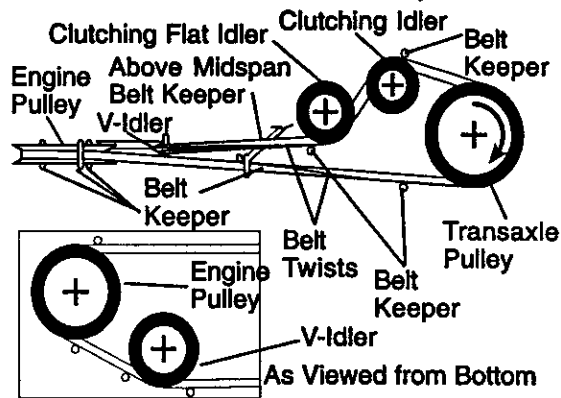 Clutching Idler
Clutching Flat Idler
Belt
Keeper
Engine
Pulley
Above Midspan
Belt Keeper
V-Idler
Belt
Keeper
Belt
Twists
Belt
Keeper
Transaxle
Pulley
Engine
Pulley
V-Idler
As Viewed from Bottom